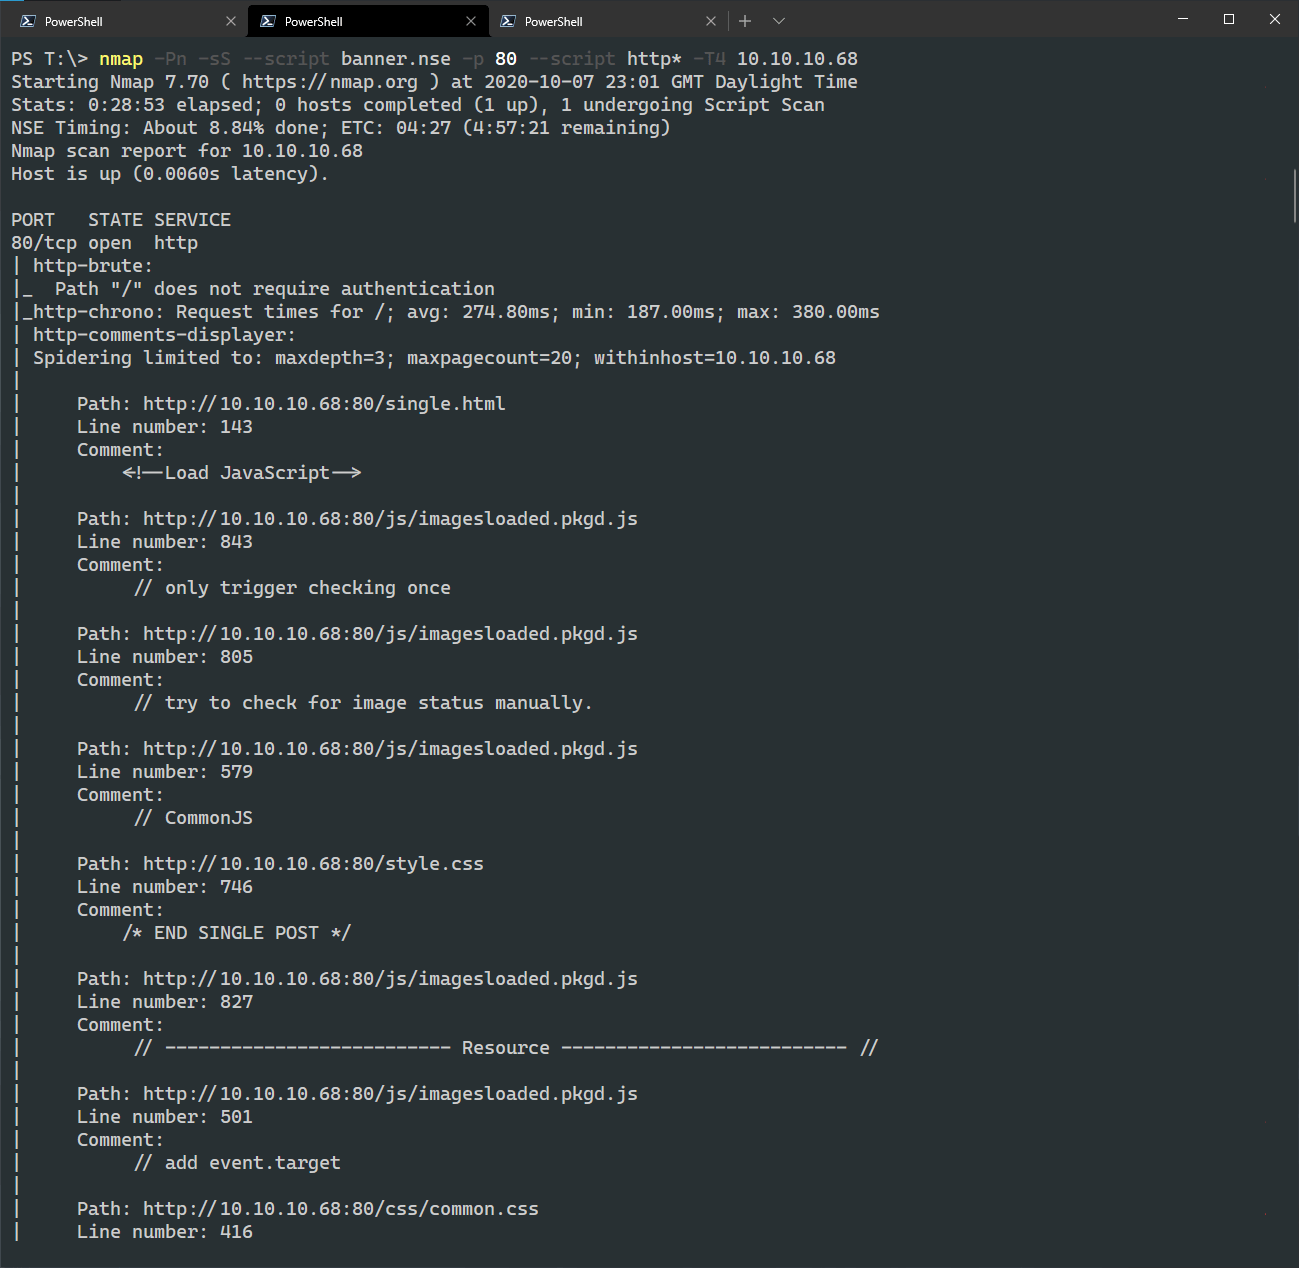 PowerShell PowerShell PowerShell
PS T:\> nmap -Pn -sS --script banner.nse -p 80 --script http* -T4 10.10.10.68
Starting Nmap 7.70 ( https://nmap.org ) at 2020-10-07 23:01 GMT Daylight Time
Stats: 0:28:53 elapsed; 0 hosts completed (1 up), 1 undergoing Script Scan
NSE Timing: About 8.84% done; ETC: 04:27 (4:57:21 remaining)
Nmap scan report for 10.10.10.68
Host is up (0.0060s latency).

PORT   STATE SERVICE
80/tcp open  http
| http-brute:
|_  Path "/" does not require authentication
|_http-chrono: Request times for /; avg: 274.80ms; min: 187.00ms; max: 380.00ms
| http-comments-displayer:
| Spidering limited to: maxdepth=3; maxpagecount=20; withinhost=10.10.10.68
|
|     Path: http://10.10.10.68:80/single.html
|     Line number: 143
|     Comment:
|         <!--Load JavaScript-->
|
|     Path: http://10.10.10.68:80/js/imagesloaded.pkgd.js
|     Line number: 843
|     Comment:
|          // only trigger checking once
|
|     Path: http://10.10.10.68:80/js/imagesloaded.pkgd.js
|     Line number: 805
|     Comment:
|          // try to check for image status manually.
|
|     Path: http://10.10.10.68:80/js/imagesloaded.pkgd.js
|     Line number: 579
|     Comment:
|          // CommonJS
|
|     Path: http://10.10.10.68:80/style.css
|     Line number: 746
|     Comment:
|         /* END SINGLE POST */
|
|     Path: http://10.10.10.68:80/js/imagesloaded.pkgd.js
|     Line number: 827
|     Comment:
|          // -------------------------- Resource -------------------------- //
|
|     Path: http://10.10.10.68:80/js/imagesloaded.pkgd.js
|     Line number: 501
|     Comment:
|          // add event.target
|
|     Path: http://10.10.10.68:80/css/common.css
|     Line number: 416